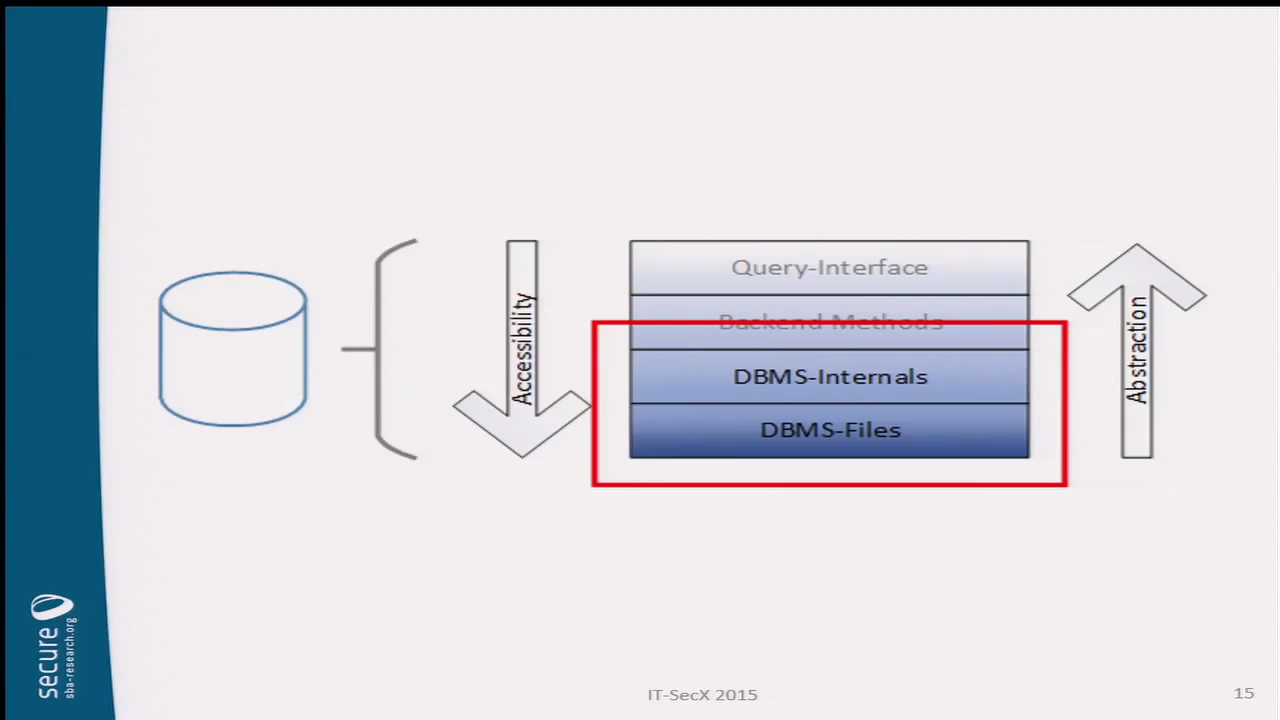 Query-Interface
Backend Methods
DBMS-Internals
DBMS-Files
Accessibility
Abstraction
secure
sba-research.org
IT-SecX 2015
15